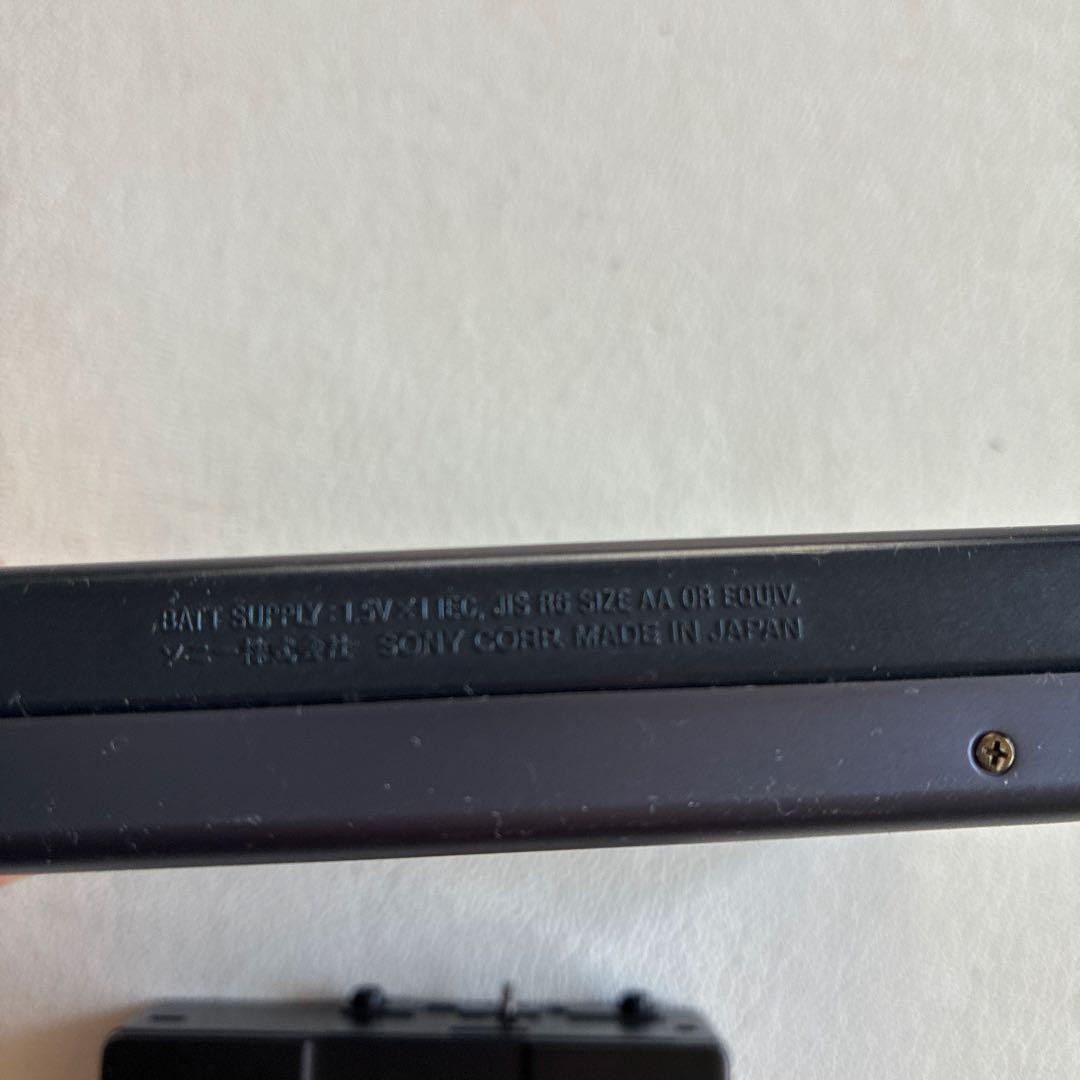 BATT SUPPLY : 1.5V × 1 IEC, JIS R6 SIZE AA OR EQUIV.
ソニー株式会社 SONY CORP. MADE IN JAPAN